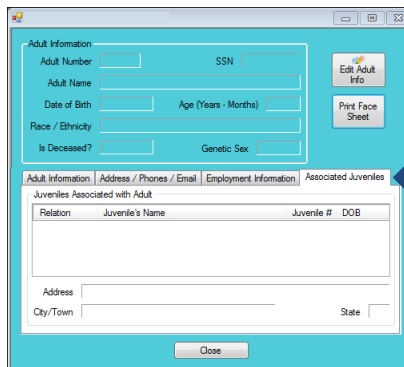 Adult Information
Adult Number SSN
Edit Adult Info
Adult Name
Date of Birth Age (Years - Months)
Print Face Sheet
Race / Ethnicity
Is Deceased? Genetic Sex
Adult Information Address / Phones / Email Employment Information Associated Juveniles
Juveniles Associated with Adult
Relation Juvenile's Name Juvenile # DOB
Address
City/Town State
Close